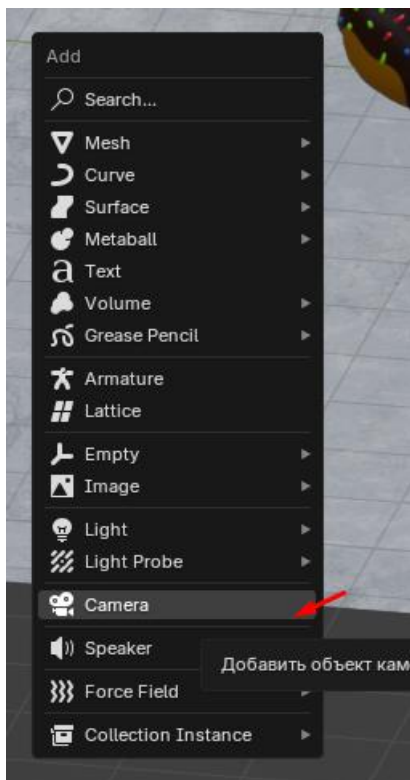 Add
Search...
Mesh
Curve
Surface
Metaball
Text
Volume
Grease Pencil
Armature
Lattice
Empty
Image
Light
Light Probe
Camera
Speaker
Добавить объект
Force Field
Collection Instance